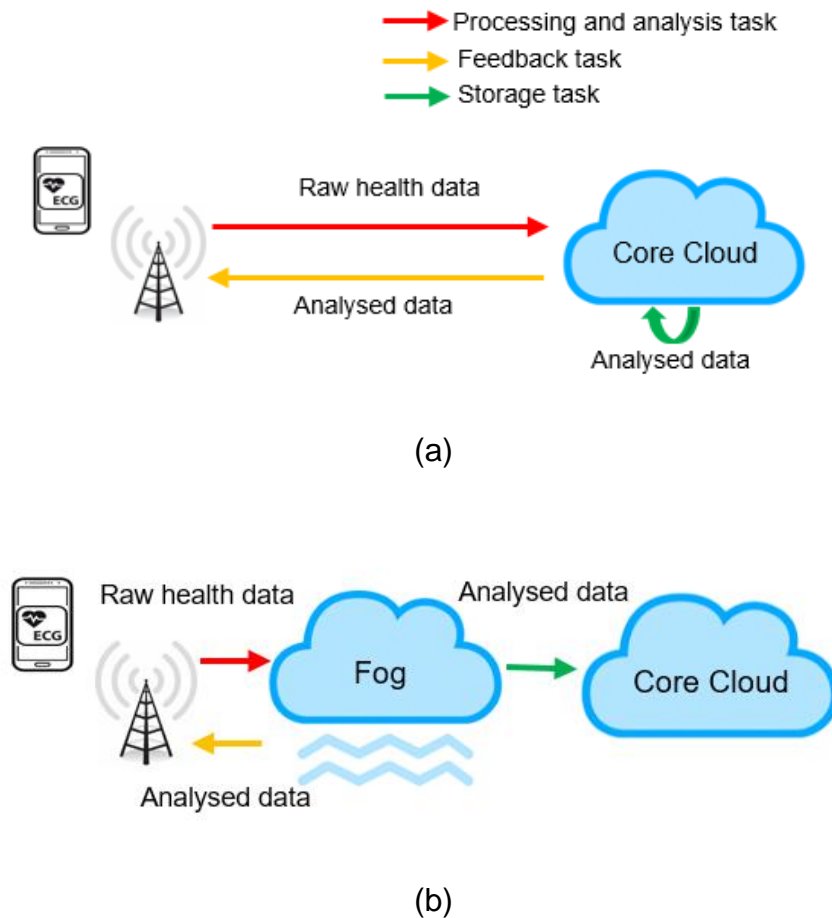 Processing and analysis task
Feedback task
Storage task
ECG
Raw health data
Core Cloud
Analysed data
Analysed data
(a)
ECG
Raw health data
Analysed data
Fog
Core Cloud
Analysed data
(b)